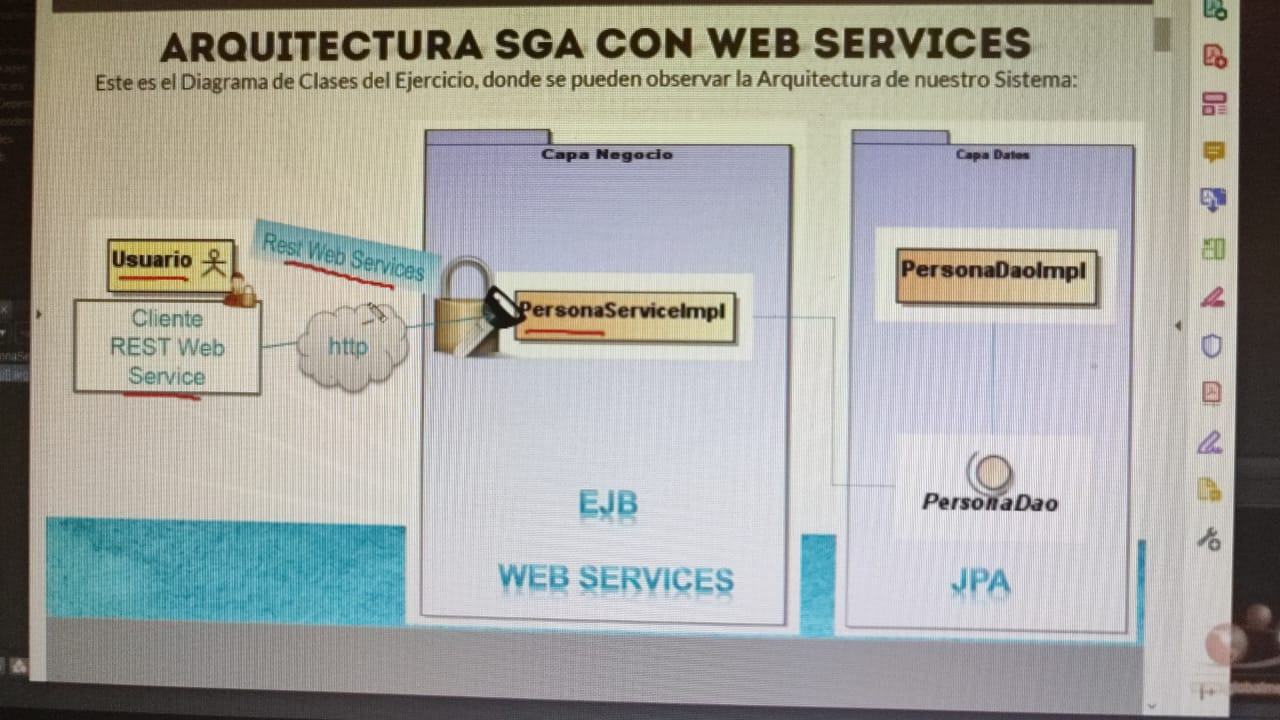 ARQUITECTURA SGA CON WEB SERVICES
Este es el Diagrama de Clases del Ejercicio, donde se pueden observar la Arquitectura de nuestro Sistema:
Capa Negocio
Capa Datos
Usuario
Rest Web Services
Cliente
REST Web
Service
http
PersonaServiceImpl
PersonaDaoImpl
PersonaDao
EJB
WEB SERVICES
JPA